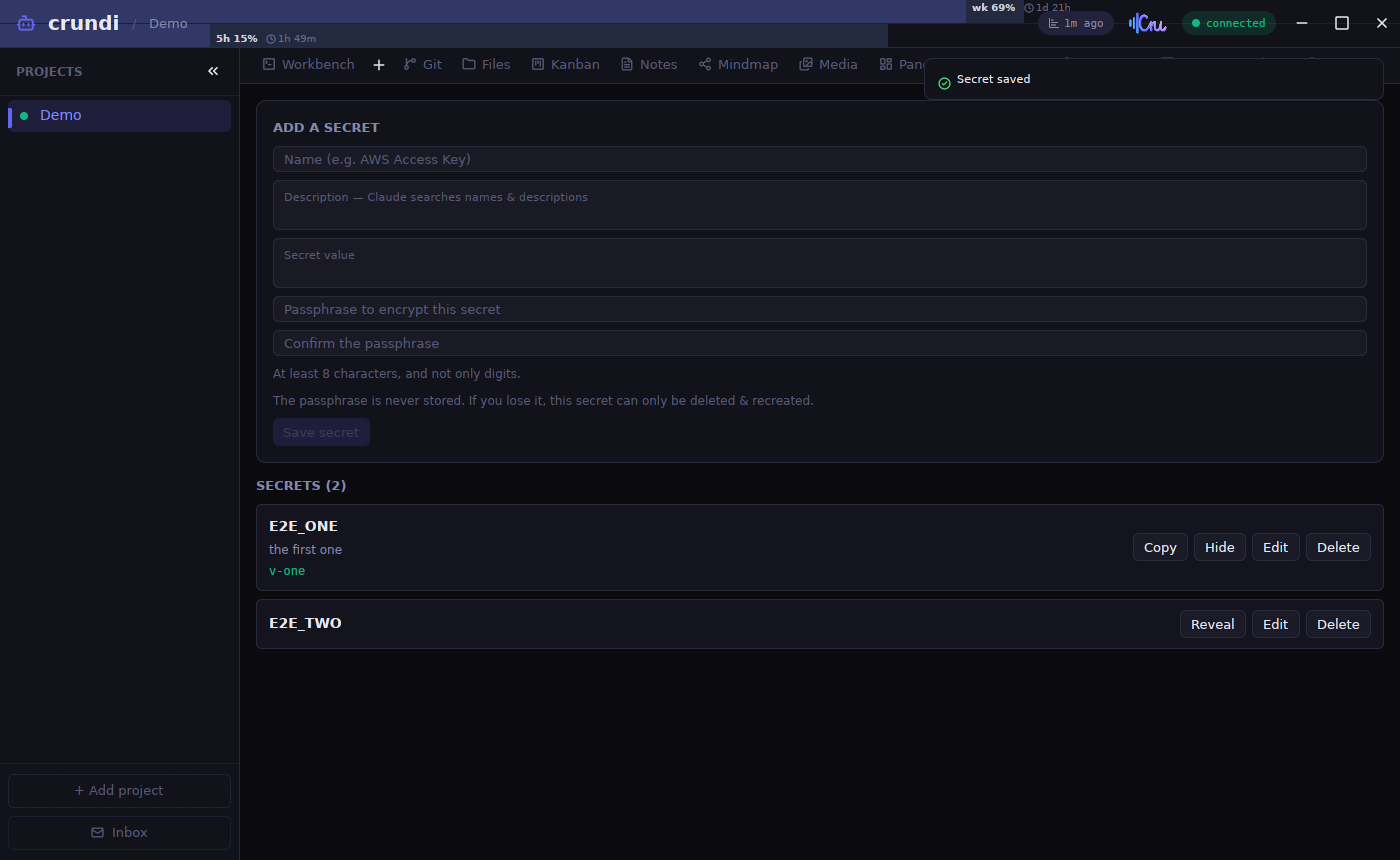 crundi / Demo
wk 69% 1d 21h
5h 15% 1h 49m
1m ago
Cnu
connected
PROJECTS
Demo
+ Add project
Inbox
Workbench + Git Files Kanban Notes Mindmap Media
Secret saved
ADD A SECRET
Name (e.g. AWS Access Key)
Description — Claude searches names & descriptions
Secret value
Passphrase to encrypt this secret
Confirm the passphrase
At least 8 characters, and not only digits.
The passphrase is never stored. If you lose it, this secret can only be deleted & recreated.
Save secret
SECRETS (2)
E2E_ONE
the first one
v-one
Copy Hide Edit Delete
E2E_TWO
Reveal Edit Delete